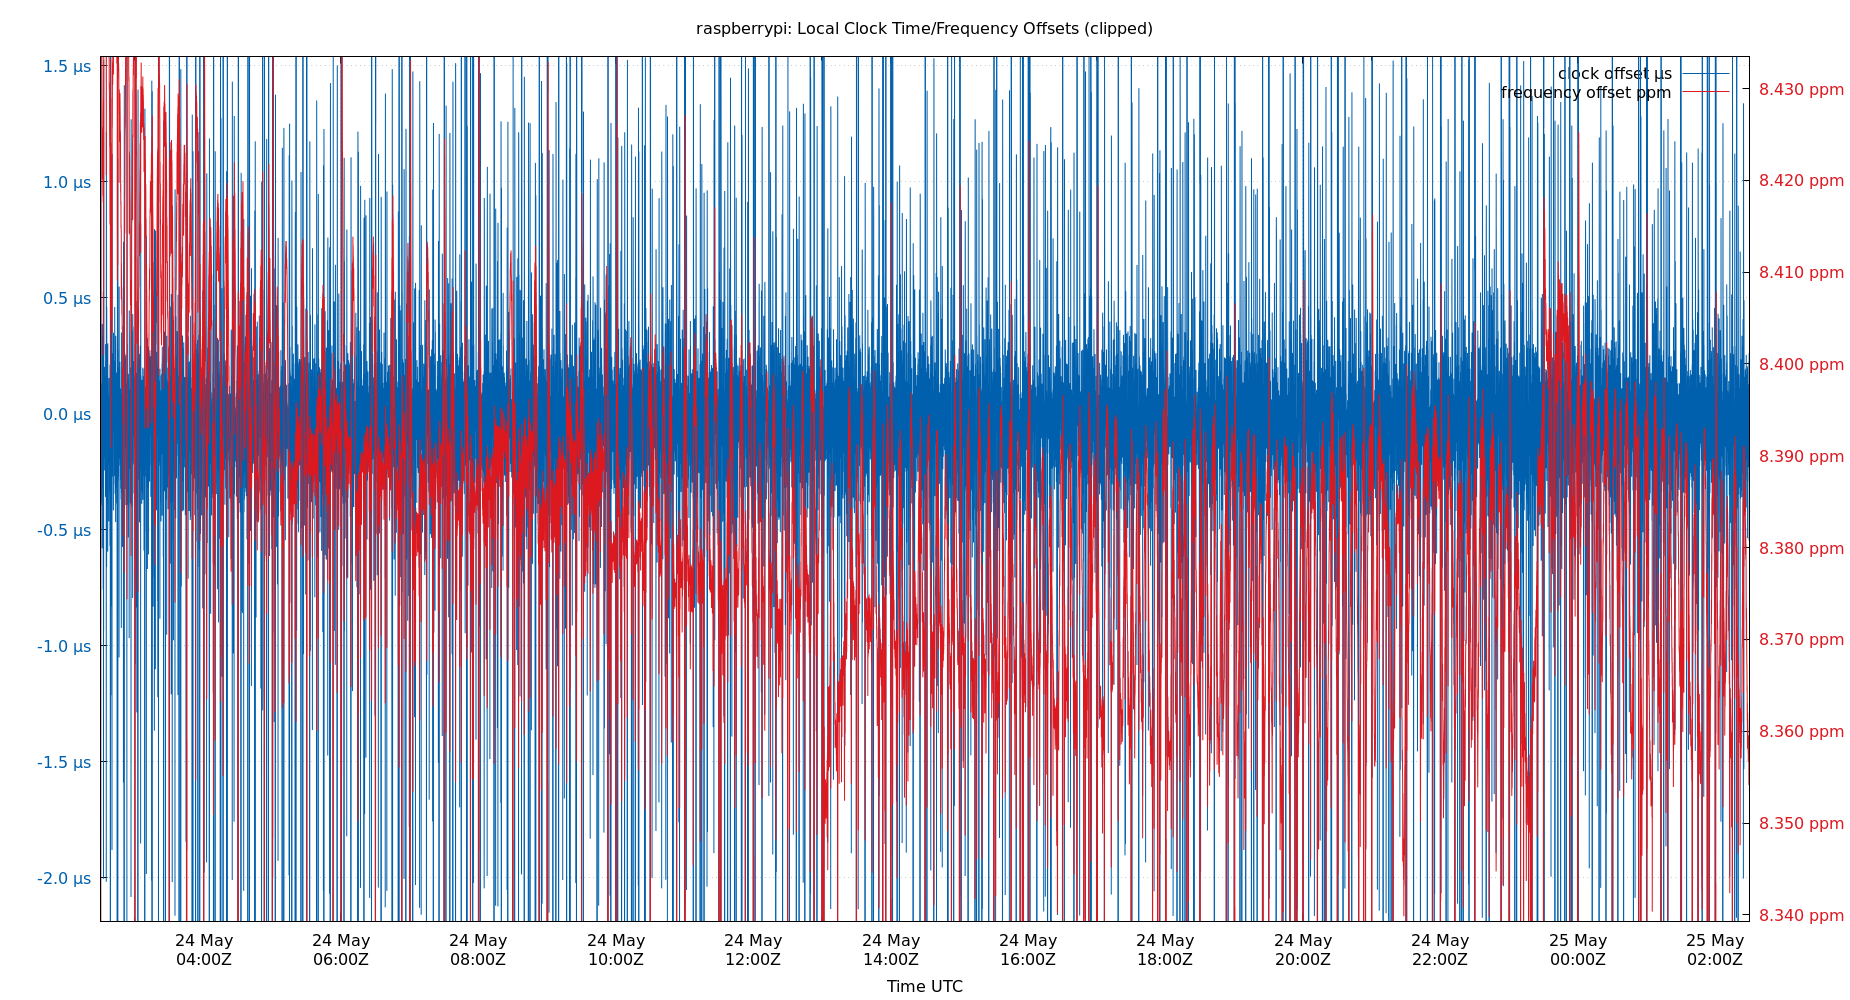 raspberrypi: Local Clock Time/Frequency Offsets (clipped)
clock offset µs
frequency offset ppm
1.5 µs
1.0 µs
0.5 µs
0.0 µs
-0.5 µs
-1.0 µs
-1.5 µs
-2.0 µs
8.430 ppm
8.420 ppm
8.410 ppm
8.400 ppm
8.390 ppm
8.380 ppm
8.370 ppm
8.360 ppm
8.350 ppm
8.340 ppm
24 May
04:00Z
24 May
06:00Z
24 May
08:00Z
24 May
10:00Z
24 May
12:00Z
24 May
14:00Z
24 May
16:00Z
24 May
18:00Z
24 May
20:00Z
24 May
22:00Z
25 May
00:00Z
25 May
02:00Z
Time UTC